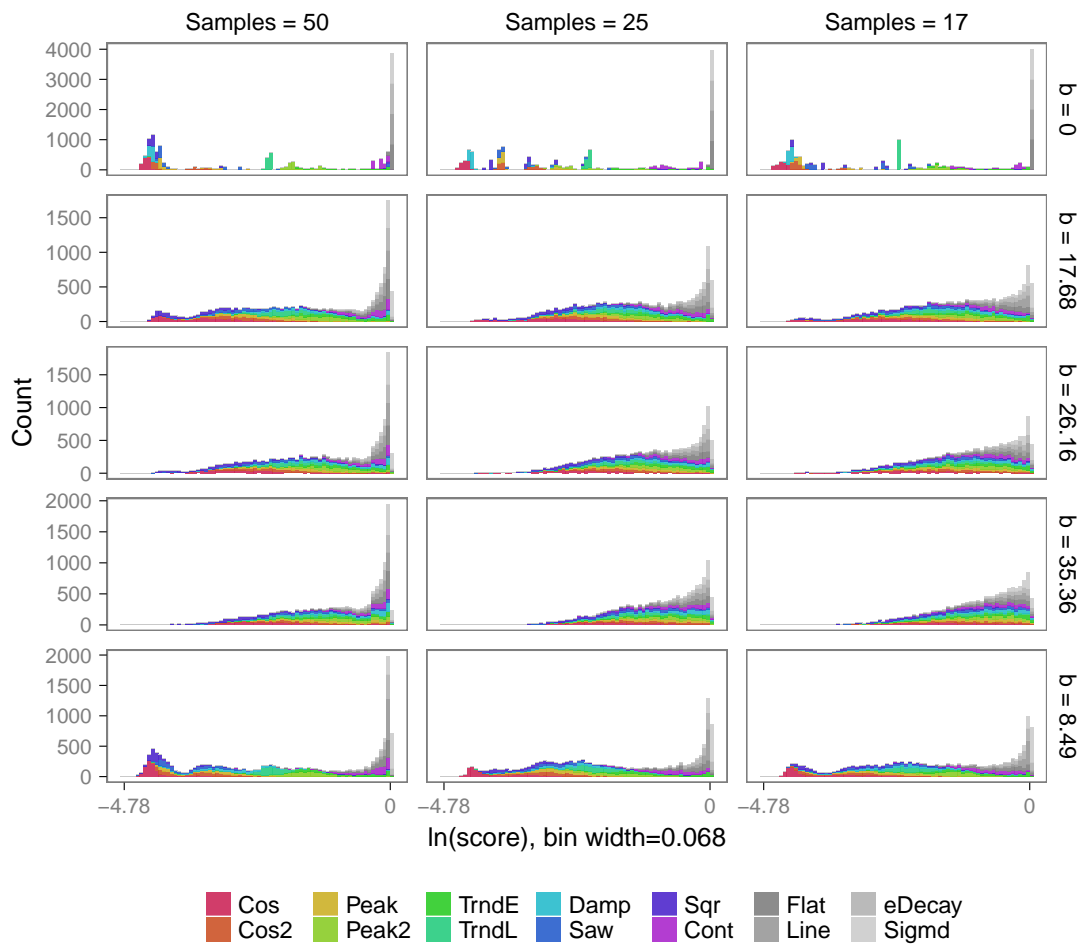 Samples = 50 Samples = 25 Samples = 17
4000
3000
2000
1000
0
b = 0
1500
1000
500
0
b = 17.68
1500
1000
500
0
b = 26.16
2000
1500
1000
500
0
b = 35.36
2000
1500
1000
500
0
b = 8.49
Count
−4.78 0 −4.78 0 −4.78 0
ln(score), bin width=0.068
Cos Peak TrndE Damp Sqr Flat eDecay
Cos2 Peak2 TrndL Saw Cont Line Sigmd